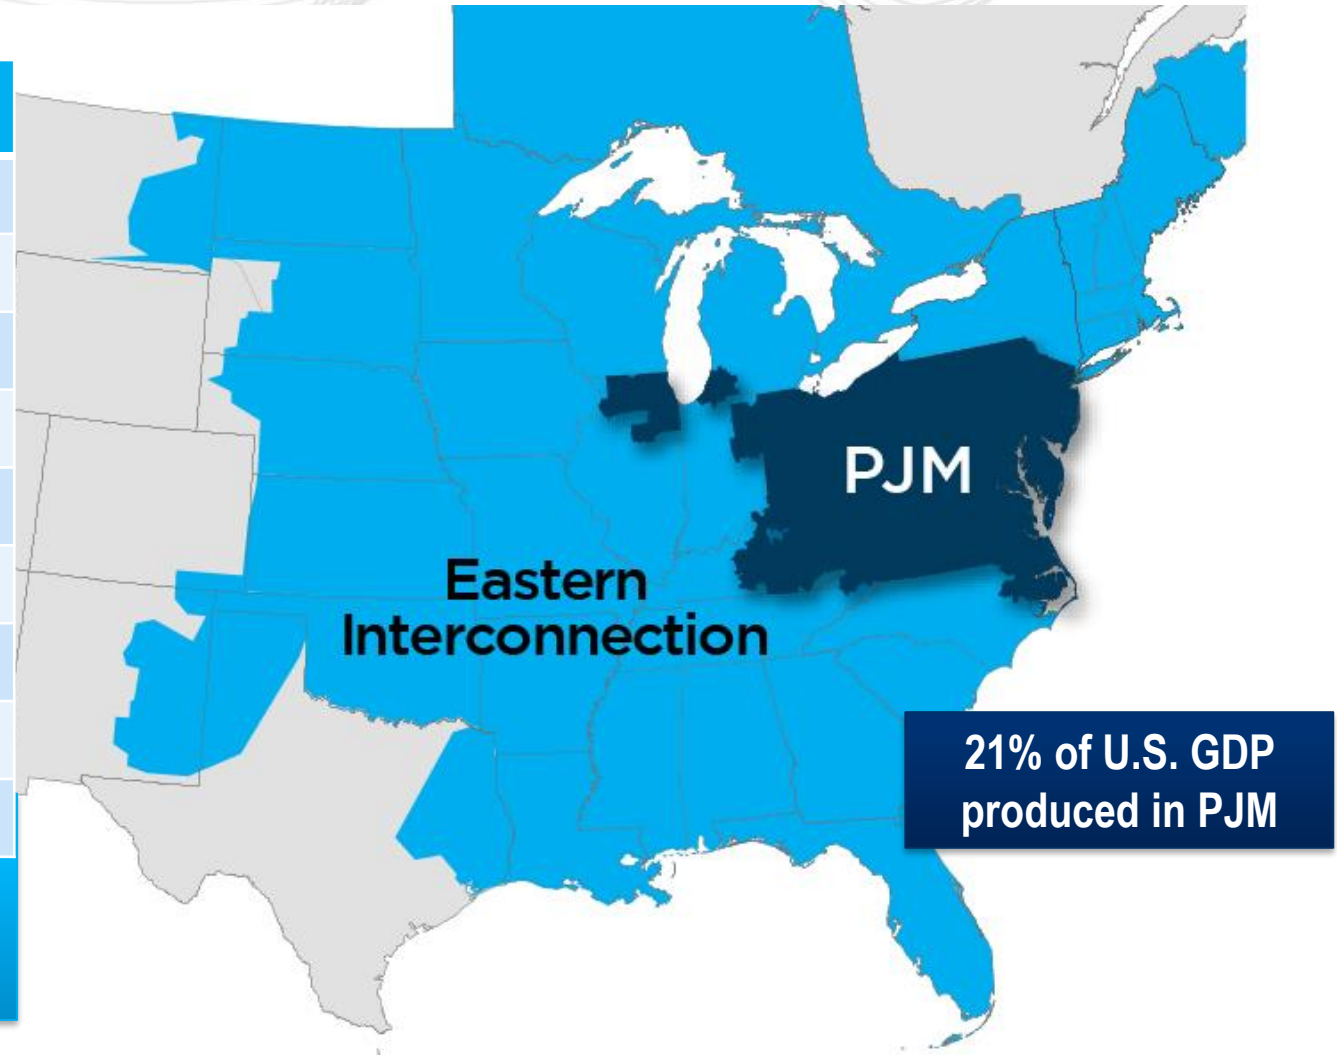 PJM
Eastern
Interconnection
21% of U.S. GDP
produced in PJM